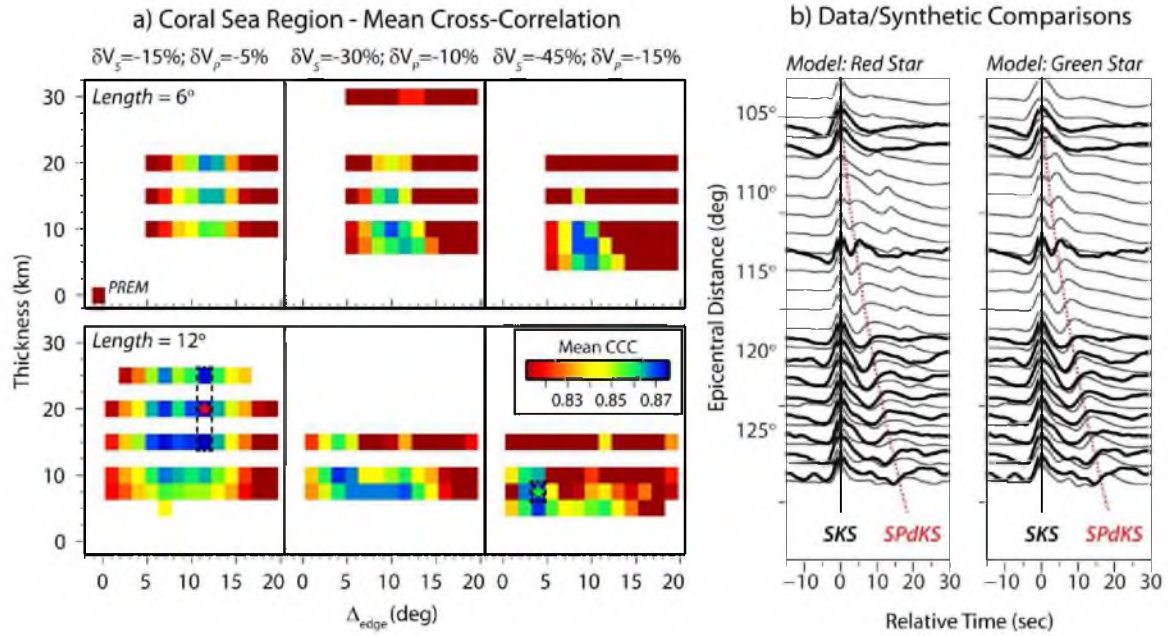 a) Coral Sea Region - Mean Cross-Correlation
δVS=-15%; δVP=-5%
δVS=-30%; δVP=-10%
δVS=-45%; δVP=-15%
Length = 6°
30
20
10
0
PREM
Thickness (km)
Length = 12°
30
20
10
0
Mean CCC
0.83 0.85 0.87
0 5 10 15 20
5 10 15 20
5 10 15 20
Δedge (deg)
b) Data/Synthetic Comparisons
Model: Red Star
Model: Green Star
105°
110°
115°
120°
125°
Epicentral Distance (deg)
SKS SPdKS
SKS SPdKS
-10 0 10 20 30
-10 0 10 20 30
Relative Time (sec)